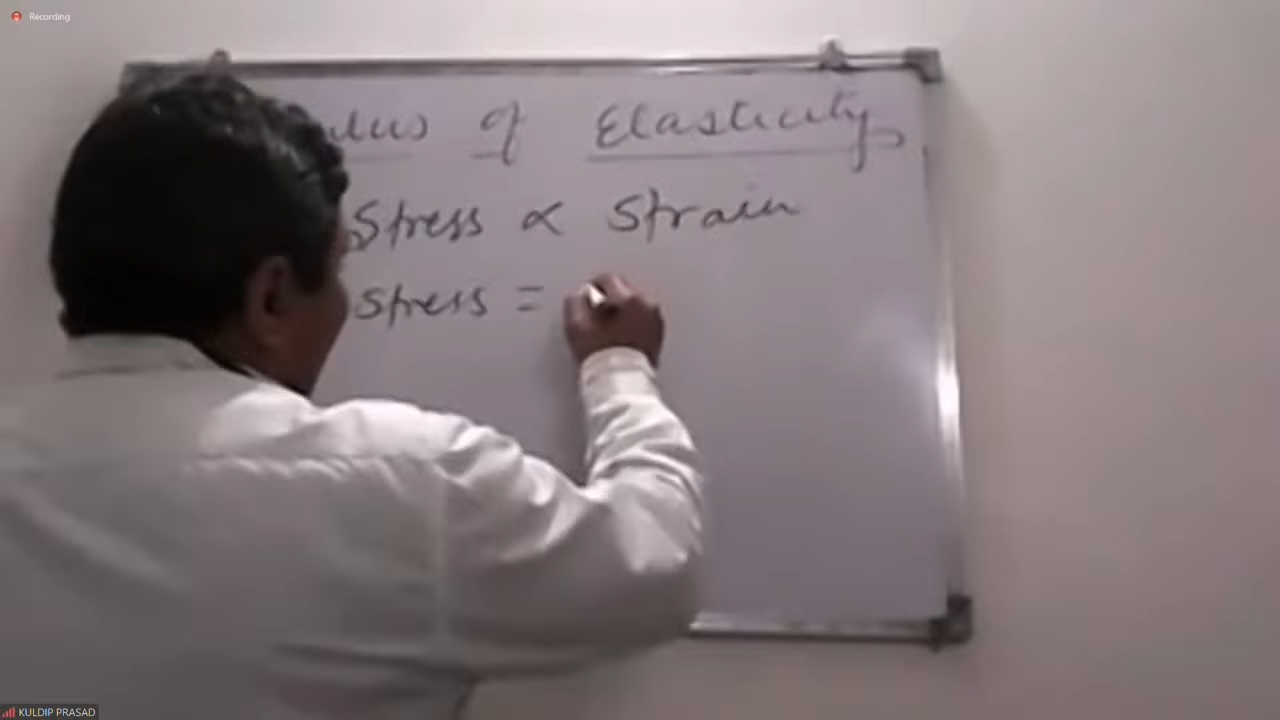 Recording
of Elasticity
Stress ∝ Strain
Stress =
KULDIP PRASAD